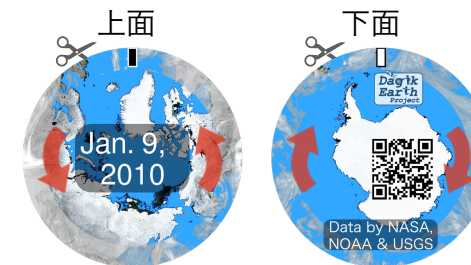 上面
下面
Dagik
Earth
Project
Jan. 9,
2010
Data by NASA,
NOAA & USGS